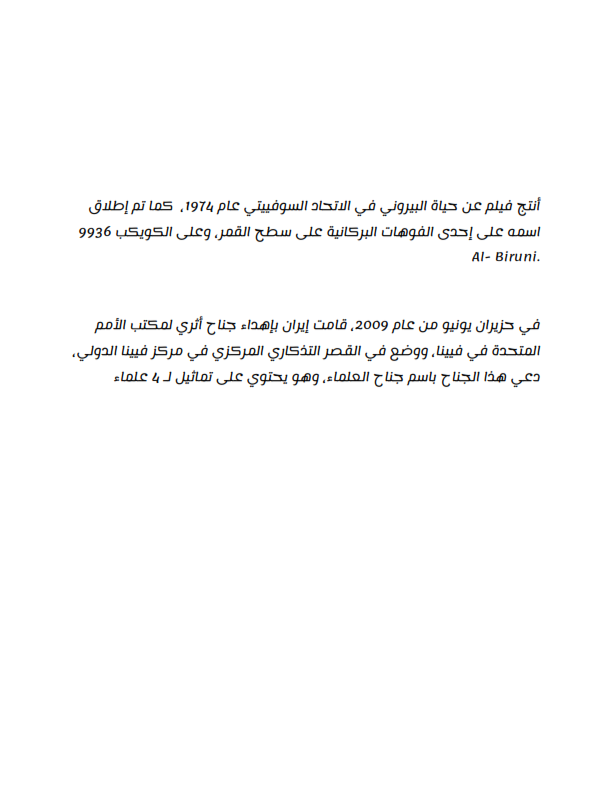 أنتج فيلم عن حياة البيروني في الاتحاد السوفييتي عام 1974، كما تم إطلاق
اسمه على إحدى الفوهات البركانية على سطح القمر، وعلى الكويكب 9936
Al- Biruni.
في حزيران يونيو من عام 2009، قامت إيران بإهداء جناح أثري لمكتب الأمم
المتحدة في فيينا، ووضع في القصر التذكاري المركزي في مركز فيينا الدولي،
دعي هذا الجناح باسم جناح العلماء، وهو يحتوي على تماثيل لـ 4 علماء